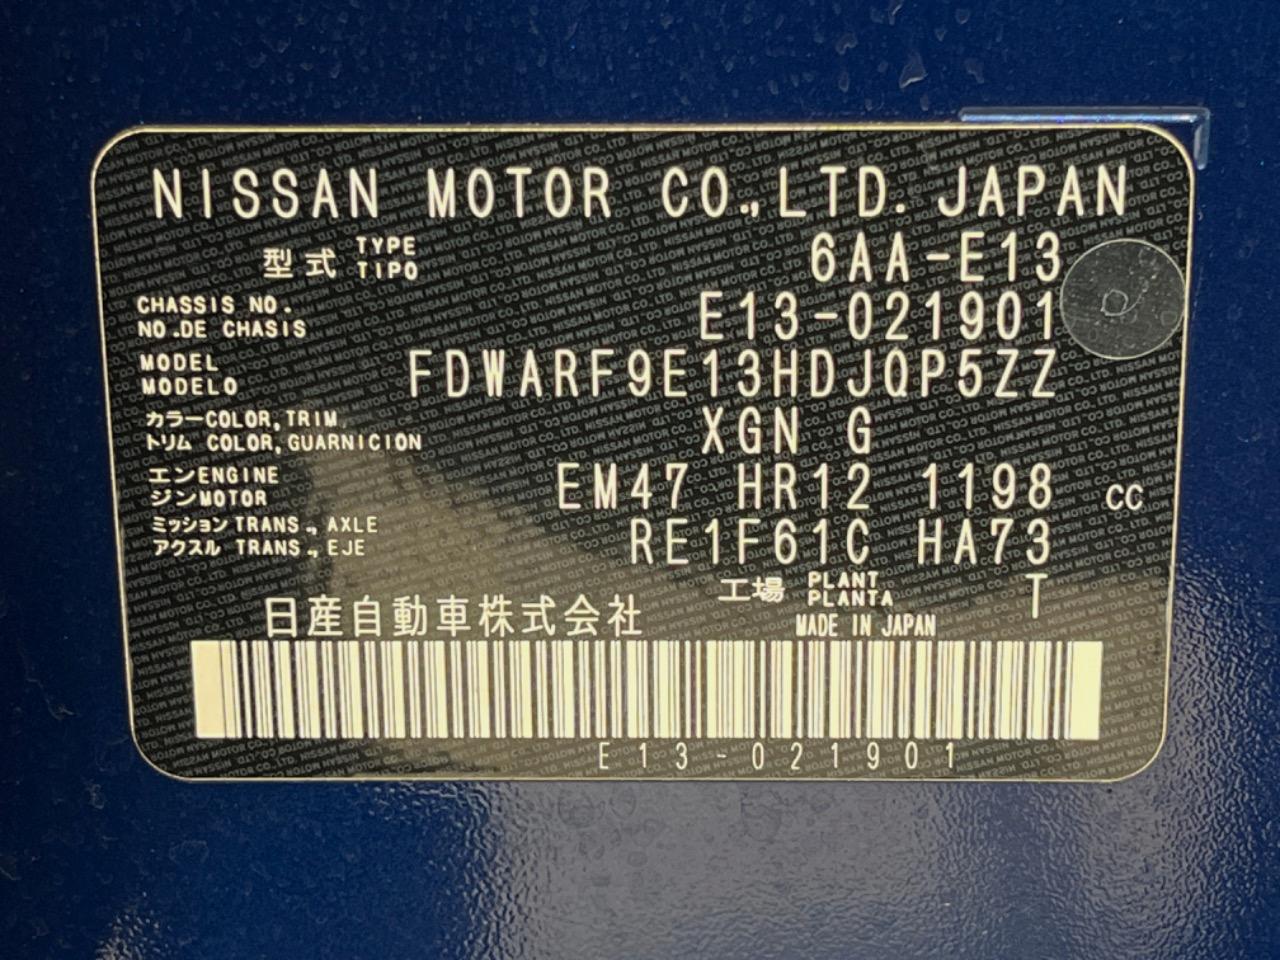 NISSAN MOTOR CO.,LTD. JAPAN
型式 TYPE TIPO 6AA-E13
CHASSIS NO. NO.DE CHASIS E13-021901
MODEL MODELO FDWARF9E13HDJQP5ZZ
カラー COLOR,TRIM XGN G
トリム COLOR,GUARNICION
エン ENGINE EM47 HR12 1198 CC
ジン MOTOR
ミッション TRANS.,AXLE RE1F61C HA73
アクスル TRANS.,EJE
工場 PLANT PLANTA T
日産自動車株式会社 MADE IN JAPAN
E13-021901